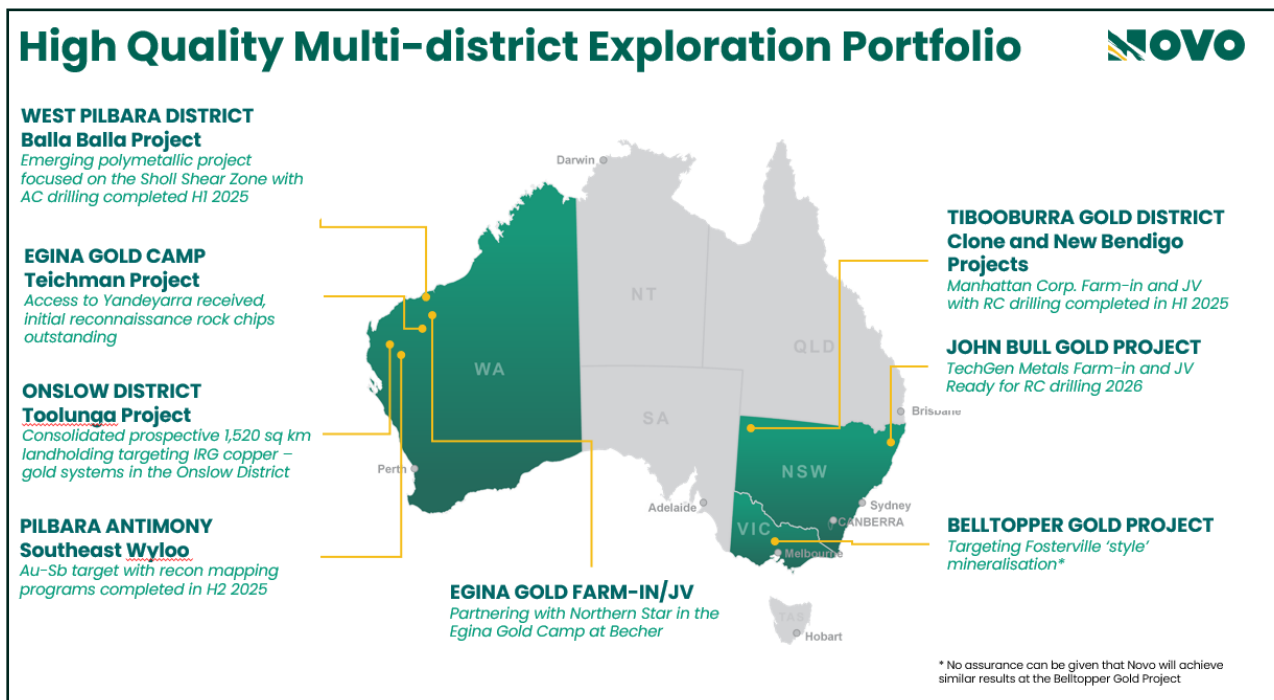 High Quality Multi-district Exploration Portfolio
NOVO
WEST PILBARA DISTRICT
Balla Balla Project
Emerging polymetallic project
focused on the Sholl Shear Zone with
AC drilling completed H1 2025
EGINA GOLD CAMP
Teichman Project
Access to Yandeyarra received,
initial reconnaissance rock chips
outstanding
ONSLOW DISTRICT
Toolunga Project
Consolidated prospective 1,520 sq km
landholding targeting IRG copper –
gold systems in the Onslow District
PILBARA ANTIMONY
Southeast Wyloo
Au-Sb target with recon mapping
programs completed in H2 2025
EGINA GOLD FARM-IN/JV
Partnering with Northern Star in the
Egina Gold Camp at Becher
Darwin
NT
WA
QLD
SA
Brisbane
Perth
NSW
Adelaide
Sydney
CANBERRA
VIC
Melbourne
TAS
Hobart
TIBOOBURRA GOLD DISTRICT
Clone and New Bendigo
Projects
Manhattan Corp. Farm-in and JV
with RC drilling completed in H1 2025
JOHN BULL GOLD PROJECT
TechGen Metals Farm-in and JV
Ready for RC drilling 2026
BELLTOPPER GOLD PROJECT
Targeting Fosterville ‘style’
mineralisation*
* No assurance can be given that Novo will achieve
similar results at the Belltopper Gold Project